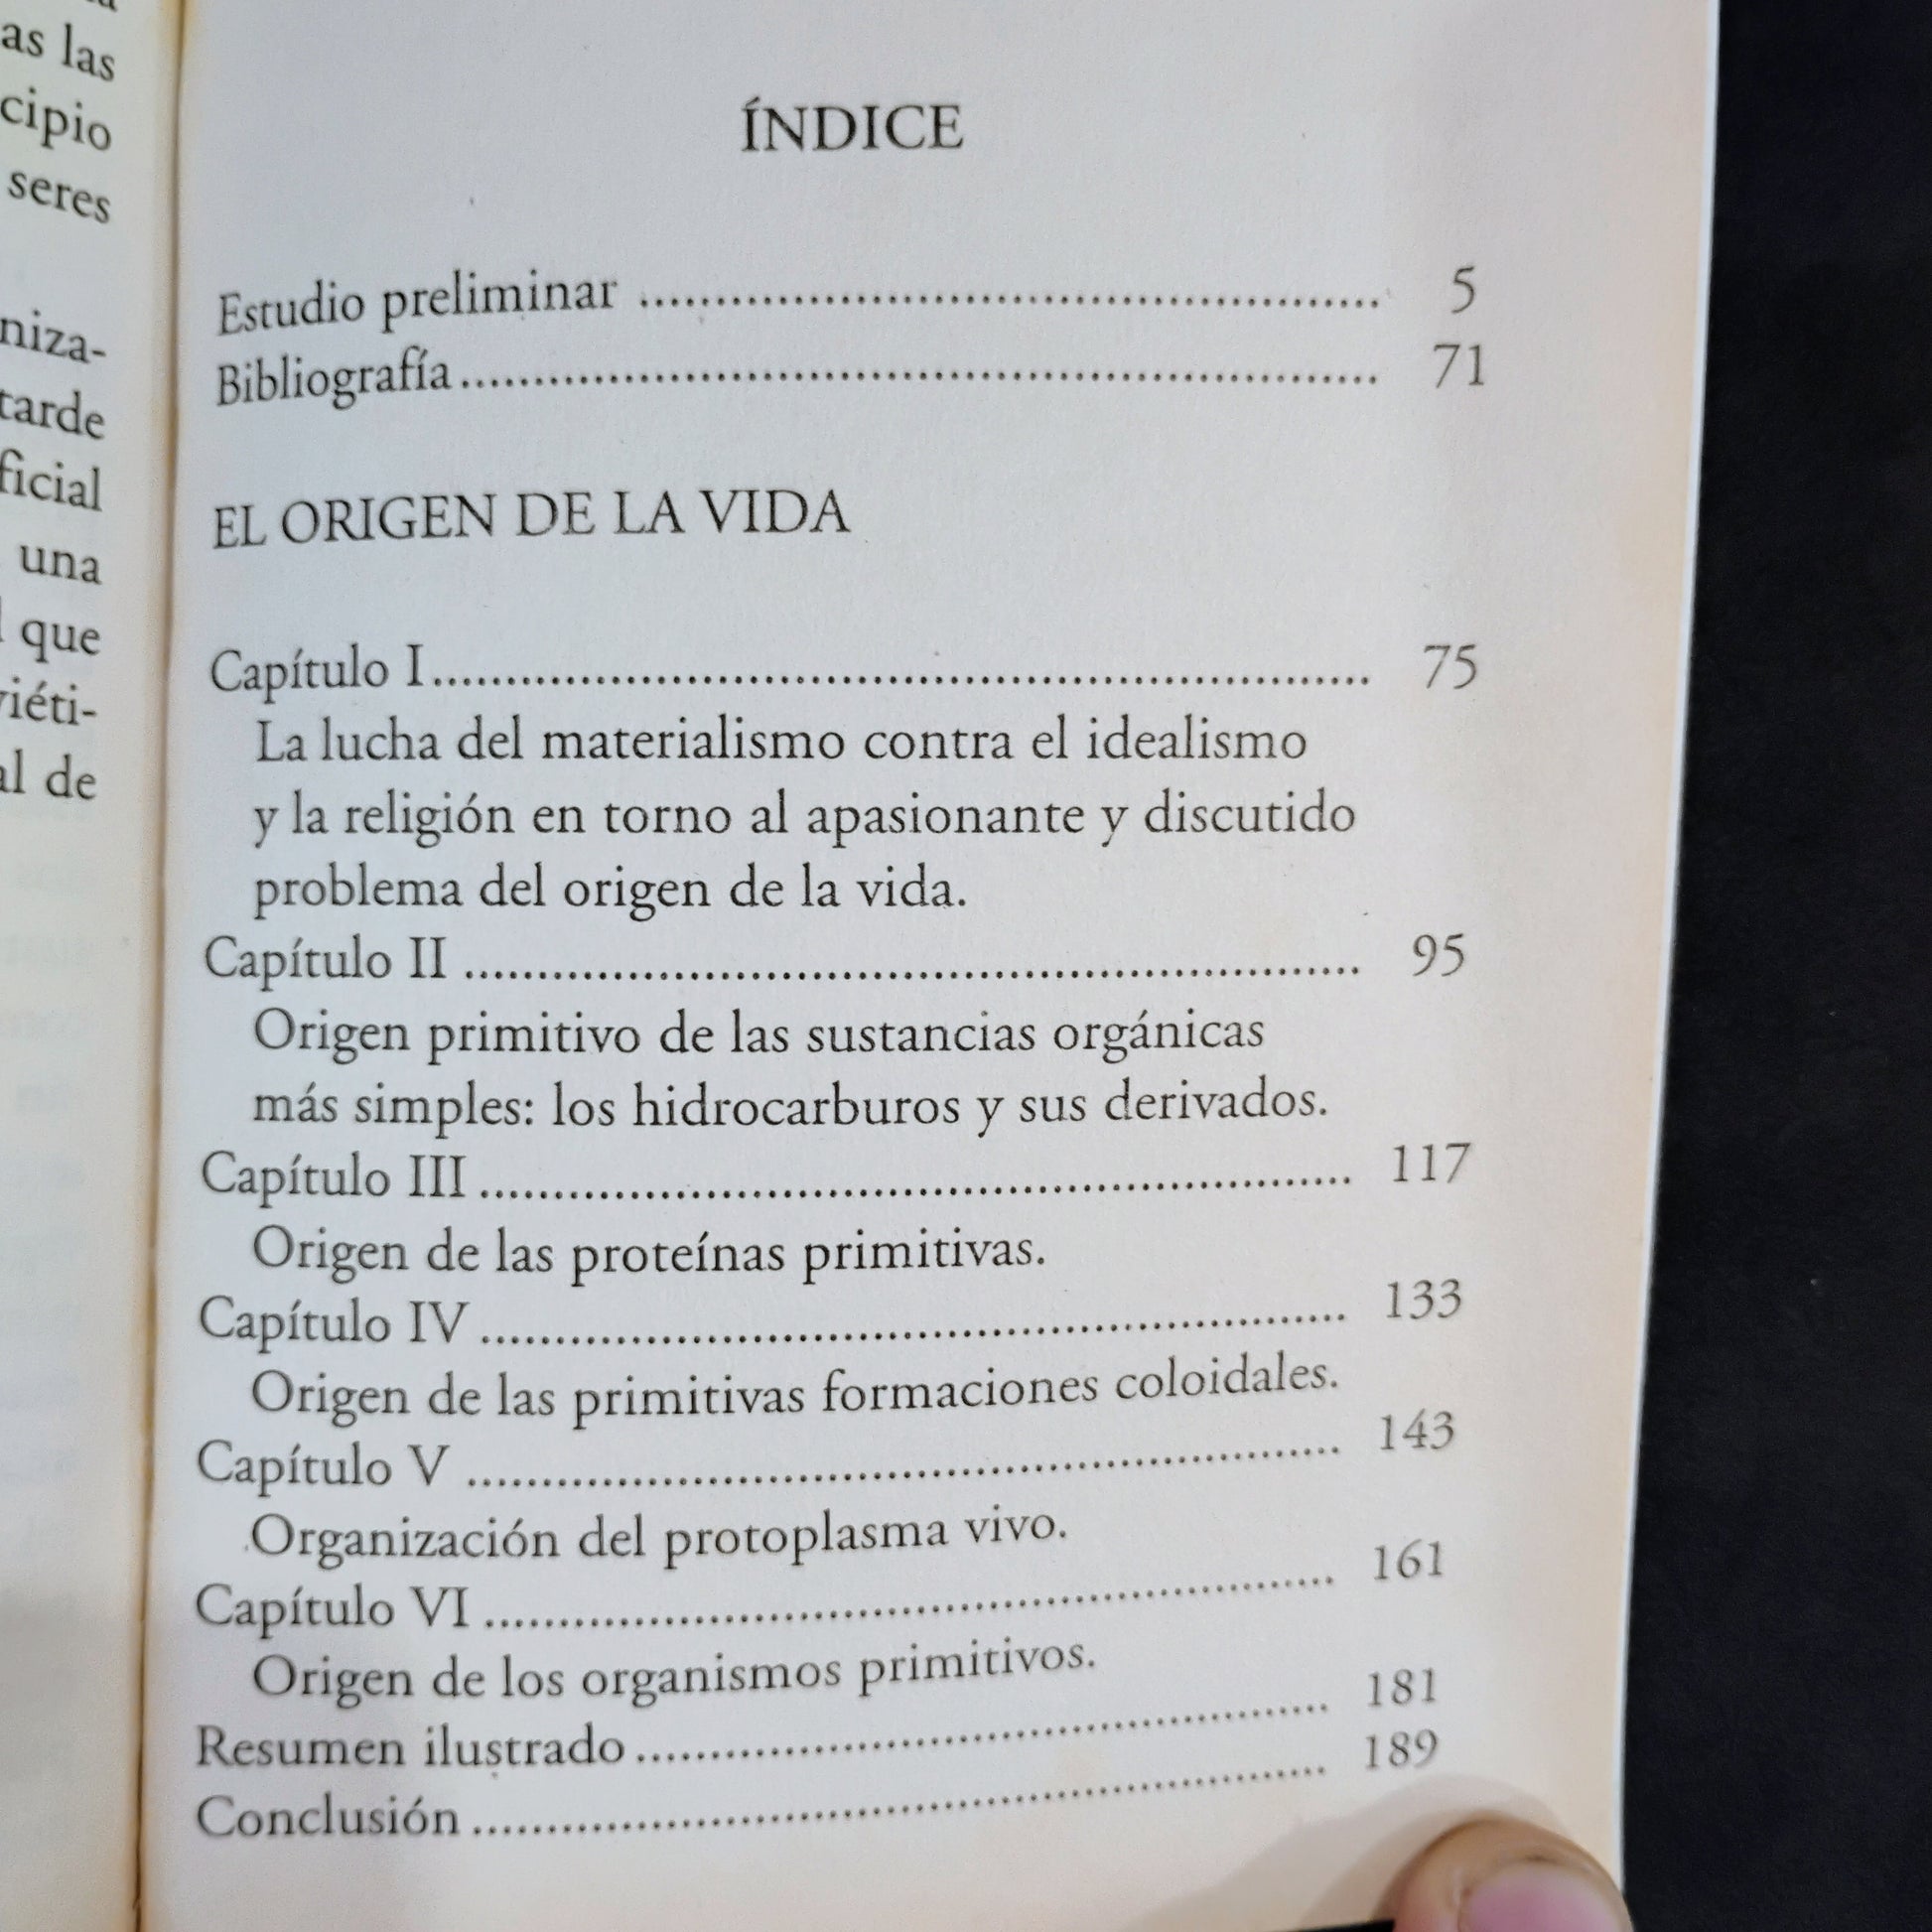 as las
cipio
seres
niza-
tarde
ficial
una
que
viéti-
al de
ÍNDICE
Estudio preliminar ........................................ 5
Bibliografía ........................................ 71
EL ORIGEN DE LA VIDA
Capítulo I ........................................ 75
La lucha del materialismo contra el idealismo
y la religión en torno al apasionante y discutido
problema del origen de la vida.
Capítulo II ........................................ 95
Origen primitivo de las sustancias orgánicas
más simples: los hidrocarburos y sus derivados.
Capítulo III ........................................ 117
Origen de las proteínas primitivas.
Capítulo IV ........................................ 133
Origen de las primitivas formaciones coloidales.
Capítulo V ........................................ 143
Organización del protoplasma vivo.
Capítulo VI ........................................ 161
Origen de los organismos primitivos.
Resumen ilustrado ........................................ 181
Conclusión ........................................ 189